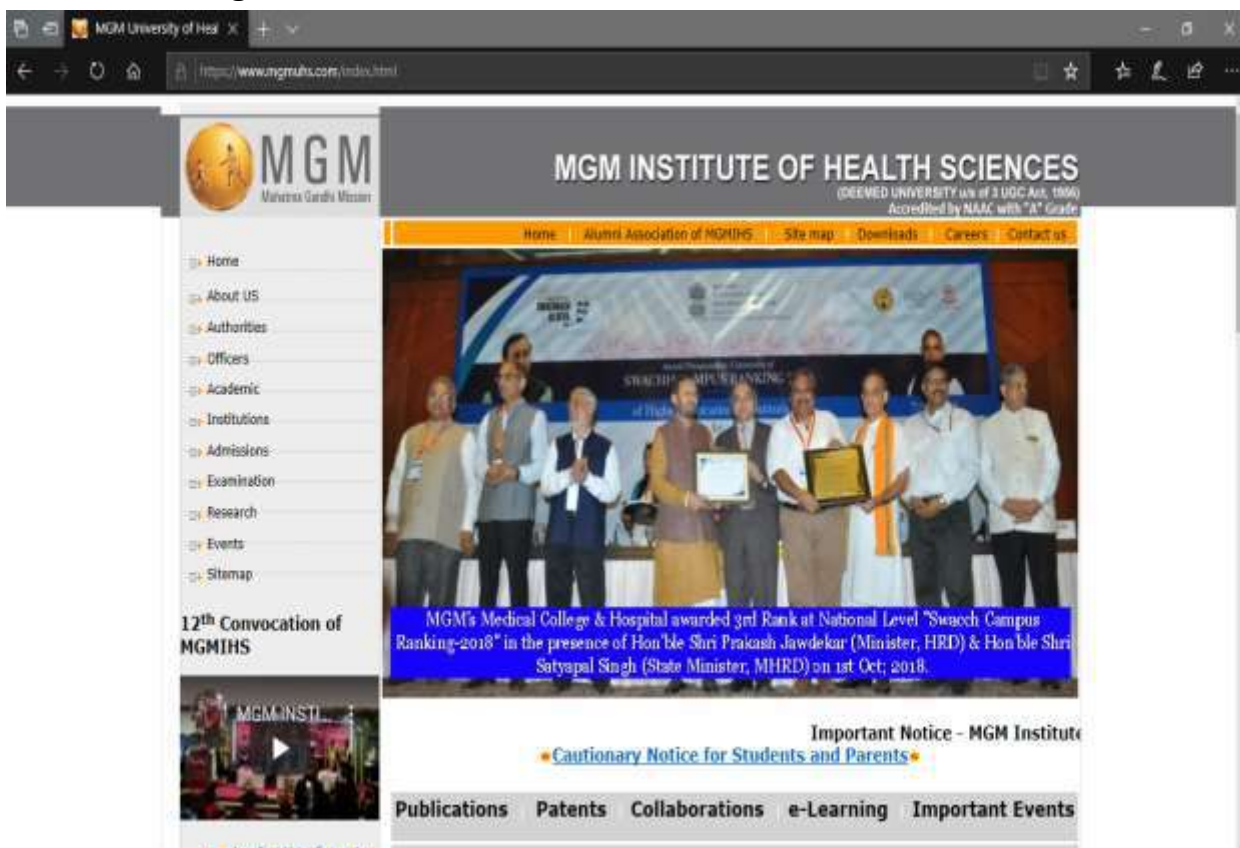 MGM University of Heal
https://www.mgmuhs.com/index.html
MGM
Mahatma Gandhi Mission
MGM INSTITUTE OF HEALTH SCIENCES
(DEEMED UNIVERSITY u/s of 3 UGC Act, 1956)
Accredited by NAAC with "A" Grade
Home Alumni Association of MGMIHS Site map Downloads Careers Contact us
Home
About US
Authorities
Officers
Academic
Institutions
Admissions
Examination
Research
Events
Sitemap
12th Convocation of
MGMIHS
MGM INSTI...
SWACHH CAMPUS RANKING
MGM's Medical College & Hospital awarded 3rd Rank at National Level "Swacch Campus
Ranking-2018" in the presence of Hon'ble Shri Prakash Jawdekar (Minister, HRD) & Hon'ble Shri
Satyapal Singh (State Minister, MHRD) on 1st Oct; 2018.
Important Notice - MGM Institute
Cautionary Notice for Students and Parents
Publications Patents Collaborations e-Learning Important Events